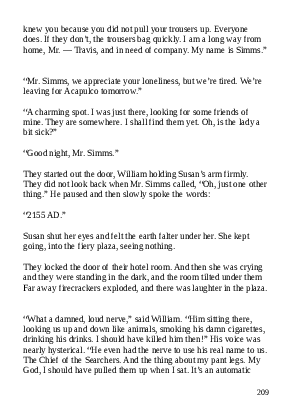 knew you because you did not pull your trousers up. Everyone
does. If they don't, the trousers bag quickly. I am a long way from
home, Mr. — Travis, and in need of company. My name is Simms."
"Mr. Simms, we appreciate your loneliness, but we're tired. We're
leaving for Acapulco tomorrow."
"A charming spot. I was just there, looking for some friends of
mine. They are somewhere. I shall find them yet. Oh, is the lady a
bit sick?"
"Good night, Mr. Simms."
They started out the door, William holding Susan's arm firmly.
They did not look back when Mr. Simms called, "Oh, just one other
thing." He paused and then slowly spoke the words:
"2155 AD."
Susan shut her eyes and felt the earth falter under her. She kept
going, into the fiery plaza, seeing nothing.
They locked the door of their hotel room. And then she was crying
and they were standing in the dark, and the room tilted under them
Far away firecrackers exploded, and there was laughter in the plaza.
"What a damned, loud nerve," said William. "Him sitting there,
looking us up and down like animals, smoking his damn cigarettes,
drinking his drinks. I should have killed him then!" His voice was
nearly hysterical. "He even had the nerve to use his real name to us.
The Chief of the Searchers. And the thing about my pant legs. My
God, I should have pulled them up when I sat. It's an automatic
209